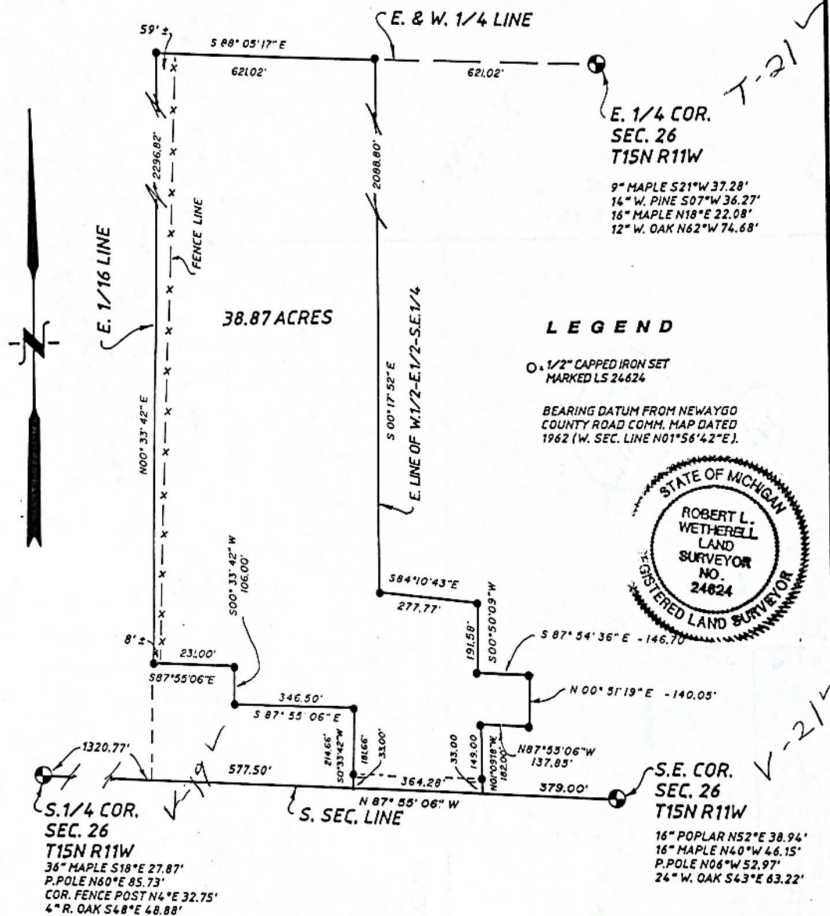 E. & W. 1/4 LINE
59' ±
S 88° 05' 17" E
621.02'
621.02'
T-21
E. 1/4 COR.
SEC. 26
T15N R11W
9" MAPLE S21°W 37.28'
14" W. PINE S07°W 36.27'
16" MAPLE N18°E 22.08'
12" W. OAK N62°W 74.68'
2296.82'
2088.80'
FENCE LINE
E. 1/16 LINE
N
38.87 ACRES
LEGEND
1/2" CAPPED IRON SET
MARKED LS 24624
BEARING DATUM FROM NEWAYGO
COUNTY ROAD COMM. MAP DATED
1962 (W. SEC. LINE N01°56'42"E).
N00° 33' 42" E
S 00° 17' 52" E
E. LINE OF W.1/2-E.1/2-S.E.1/4
STATE OF MICHIGAN
ROBERT L.
WETHERELL
LAND
SURVEYOR
NO.
24624
REGISTERED LAND SURVEYOR
S00° 33' 42" W
106.00'
S84°10'43"E
277.77'
S00°50'09"W
191.58'
S 87° 54' 36" E - 146.70'
8' ±
231.00'
S87°55'06"E
N 00° 51' 19" E - 140.05'
346.50'
S 87° 55' 06" E
214.66'
S0°33'42"W
181.66'
33.00'
33.00
149.00
N01°09'18"W
182.00'
N87°55'06"W
137.85'
V-21
1320.77'
577.50'
V-19
364.28'
N 87° 55' 06" W
379.00'
S. SEC. LINE
S.1/4 COR.
SEC. 26
T15N R11W
36" MAPLE S18°E 27.87'
P.POLE N60°E 85.73'
COR. FENCE POST N4°E 32.75'
4" R. OAK S48°E 48.88'
S.E. COR.
SEC. 26
T15N R11W
16" POPLAR N52°E 38.94'
16" MAPLE N40°W 46.15'
P.POLE N06°W 52.97'
24" W. OAK S43°E 63.22'